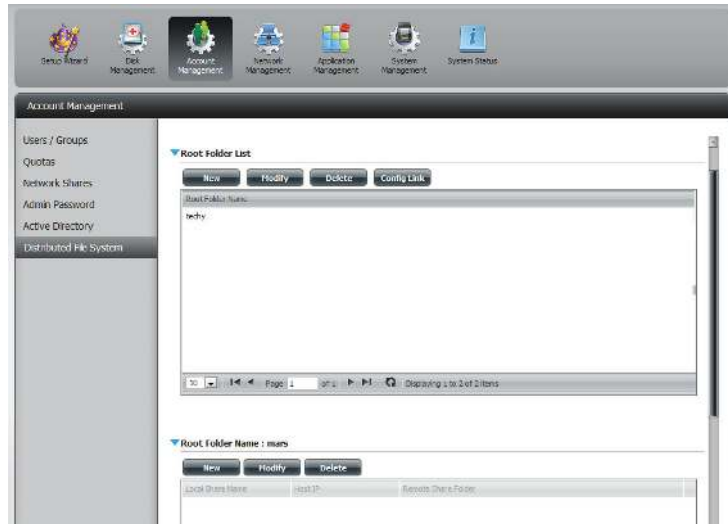 Setup Wizard
Disk Management
Account Management
Network Management
Application Management
System Management
System Status
Account Management
Users / Groups
Quotas
Network Shares
Admin Password
Active Directory
Distributed File System
Root Folder List
New Modify Delete Config Link
Root Folder Name
techy
Page 1 of 1 Displaying 1 to 2 of 2 items
Root Folder Name : mars
New Modify Delete
Local Share Name Host IP Remote Share Folder